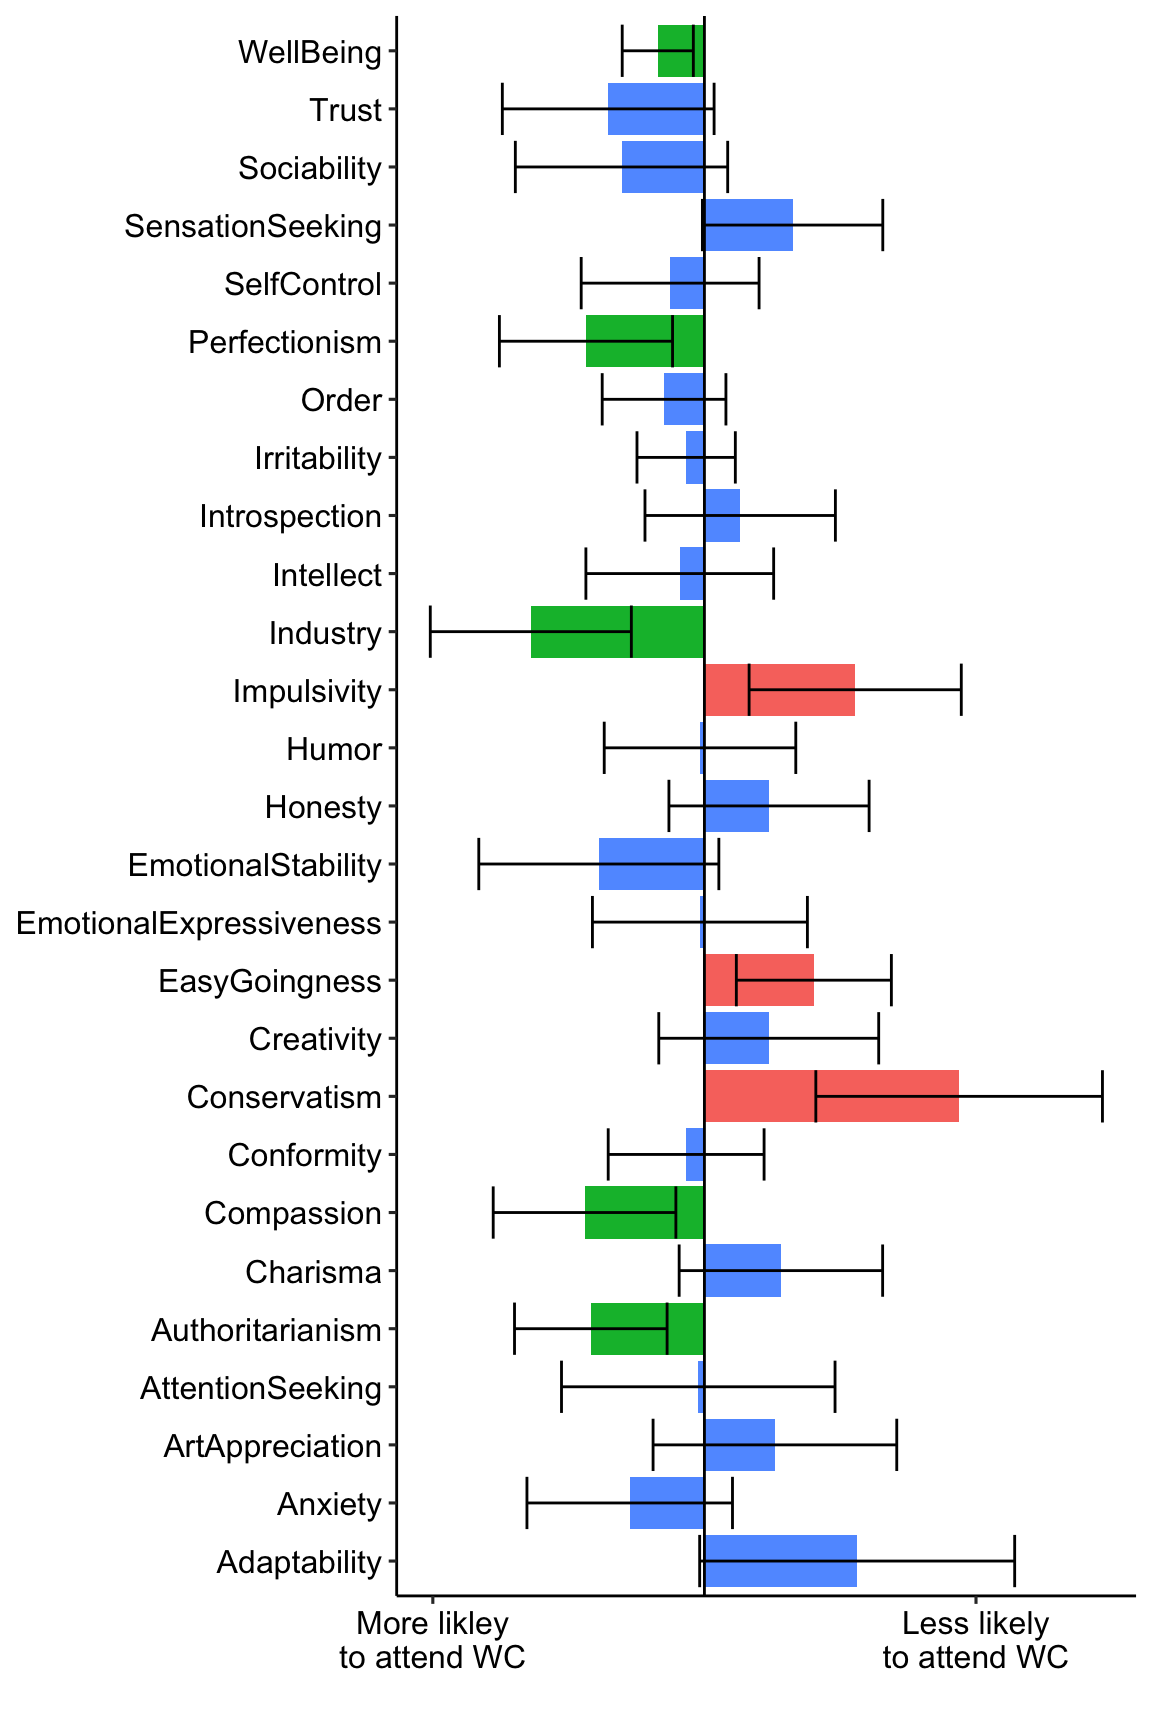 WellBeing
Trust
Sociability
SensationSeeking
SelfControl
Perfectionism
Order
Irritability
Introspection
Intellect
Industry
Impulsivity
Humor
Honesty
EmotionalStability
EmotionalExpressiveness
EasyGoingness
Creativity
Conservatism
Conformity
Compassion
Charisma
Authoritarianism
AttentionSeeking
ArtAppreciation
Anxiety
Adaptability
More likley
to attend WC
Less likely
to attend WC